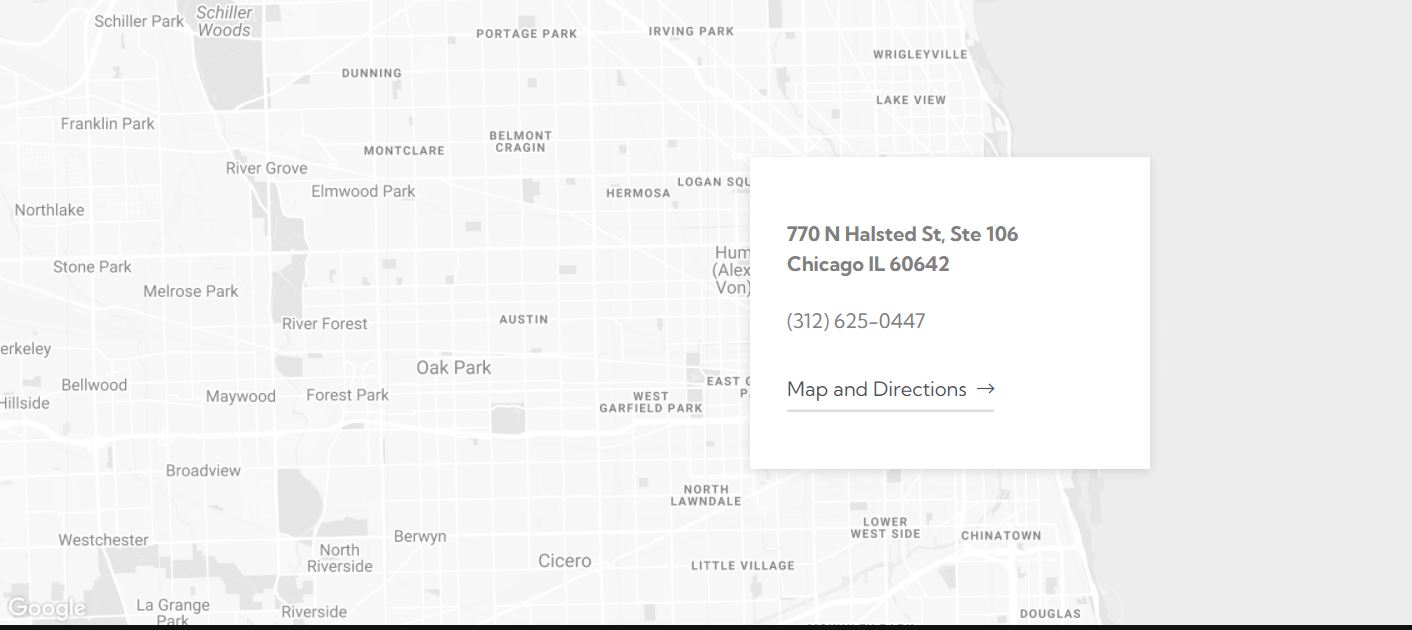 Schiller Park
Schiller
Woods
PORTAGE PARK
IRVING PARK
WRIGLEYVILLE
DUNNING
LAKE VIEW
Franklin Park
BELMONT
CRAGIN
MONTCLARE
River Grove
Elmwood Park
HERMOSA
LOGAN SQU
Northlake
770 N Halsted St, Ste 106
Chicago IL 60642
(312) 625-0447
Map and Directions →
Hum
(Alex
Von)
Stone Park
Melrose Park
River Forest
AUSTIN
erkeley
Oak Park
Bellwood
Maywood
Forest Park
Hillside
WEST
GARFIELD PARK
EAST G
P
Broadview
NORTH
LAWNDALE
LOWER
WEST SIDE
CHINATOWN
Westchester
Berwyn
North
Riverside
Cicero
LITTLE VILLAGE
Google
La Grange
Park
Riverside
DOUGLAS